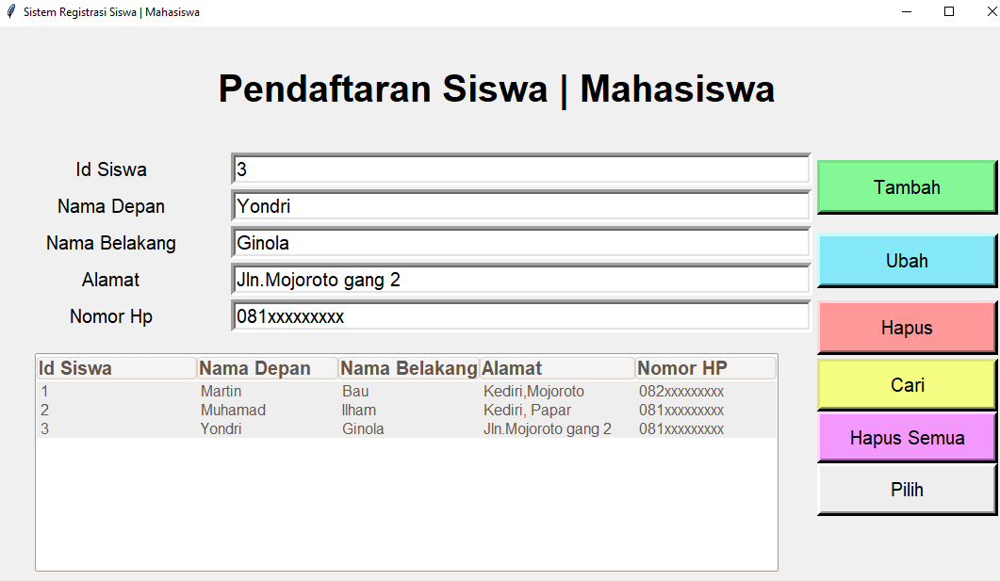 Sistem Registrasi Siswa | Mahasiswa
Pendaftaran Siswa | Mahasiswa
Id Siswa 3
Nama Depan Yondri
Nama Belakang Ginola
Alamat Jln.Mojoroto gang 2
Nomor Hp 081xxxxxxxxx
Tambah
Ubah
Hapus
Cari
Hapus Semua
Pilih
Id Siswa Nama Depan Nama Belakang Alamat Nomor HP
1 Martin Bau Kediri,Mojoroto 082xxxxxxxxx
2 Muhamad Ilham Kediri, Papar 081xxxxxxxxx
3 Yondri Ginola Jln.Mojoroto gang 2 081xxxxxxxxx